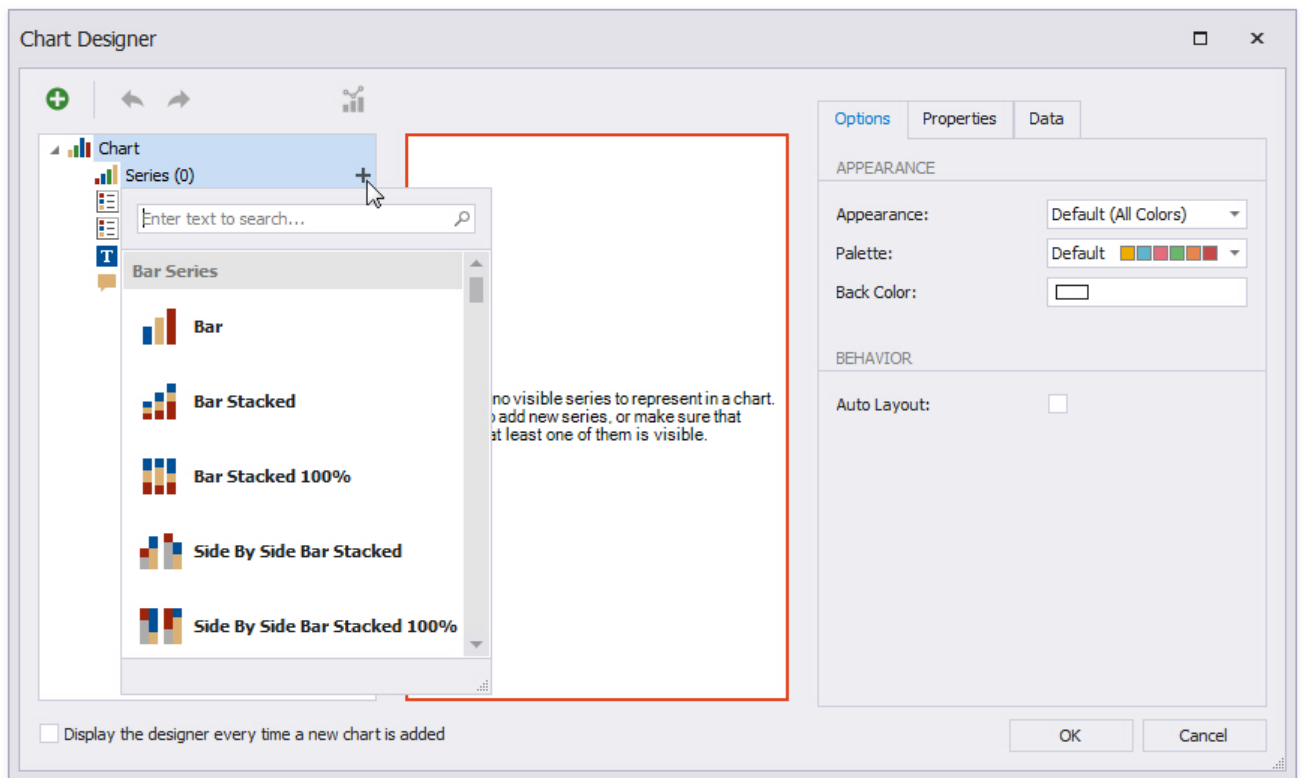 Chart Designer
Chart
Series (0)
T
Enter text to search...
Bar Series
Bar
Bar Stacked
Bar Stacked 100%
Side By Side Bar Stacked
Side By Side Bar Stacked 100%
no visible series to represent in a chart.
add new series, or make sure that
at least one of them is visible.
Options Properties Data
APPEARANCE
Appearance: Default (All Colors)
Palette: Default
Back Color:
BEHAVIOR
Auto Layout:
Display the designer every time a new chart is added
OK Cancel